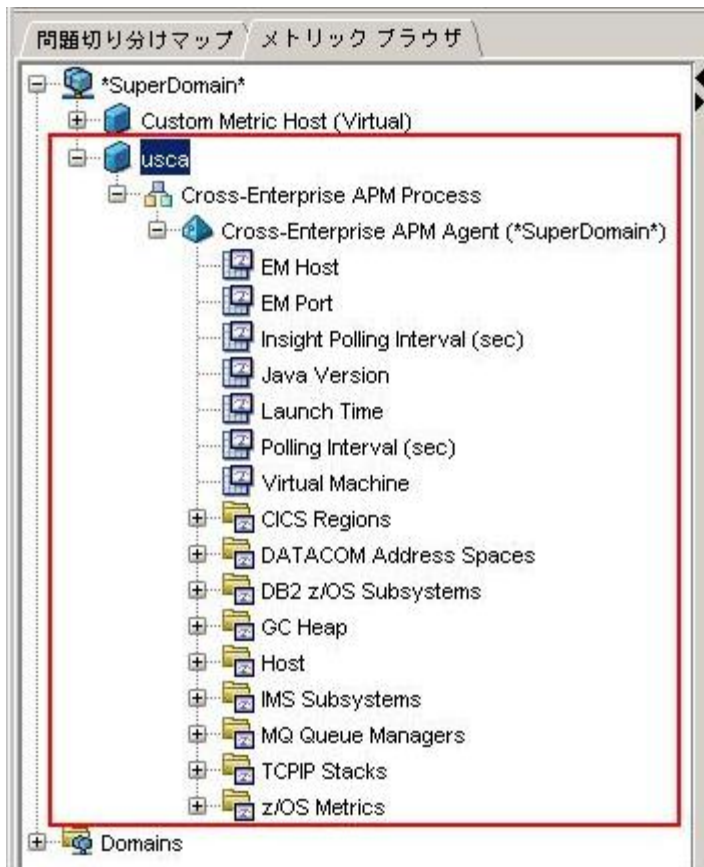 問題切り分けマップ メトリック ブラウザ
*SuperDomain*
Custom Metric Host (Virtual)
usca
Cross-Enterprise APM Process
Cross-Enterprise APM Agent (*SuperDomain*)
EM Host
EM Port
Insight Polling Interval (sec)
Java Version
Launch Time
Polling Interval (sec)
Virtual Machine
CICS Regions
DATACOM Address Spaces
DB2 z/OS Subsystems
GC Heap
Host
IMS Subsystems
MQ Queue Managers
TCPIP Stacks
z/OS Metrics
Domains